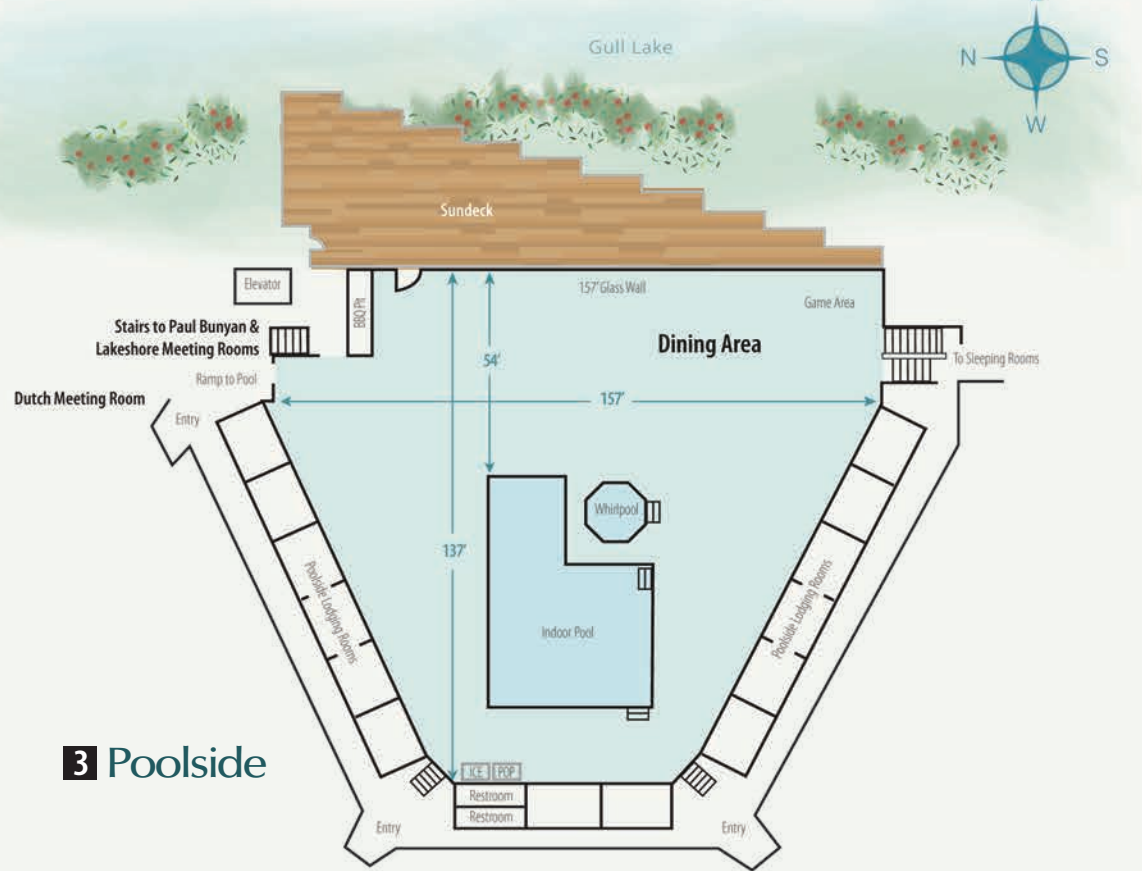 Gull Lake
N
S
W
Sundeck
Elevator
BBQ Pit
157' Glass Wall
Game Area
Stairs to Paul Bunyan &
Lakeshore Meeting Rooms
Dining Area
54'
To Sleeping Rooms
Ramp to Pool
Dutch Meeting Room
157'
Entry
Whirlpool
137'
Poolside Lodging Rooms
Poolside Lodging Rooms
Indoor Pool
3 Poolside
ICE
POP
Restroom
Restroom
Entry
Entry